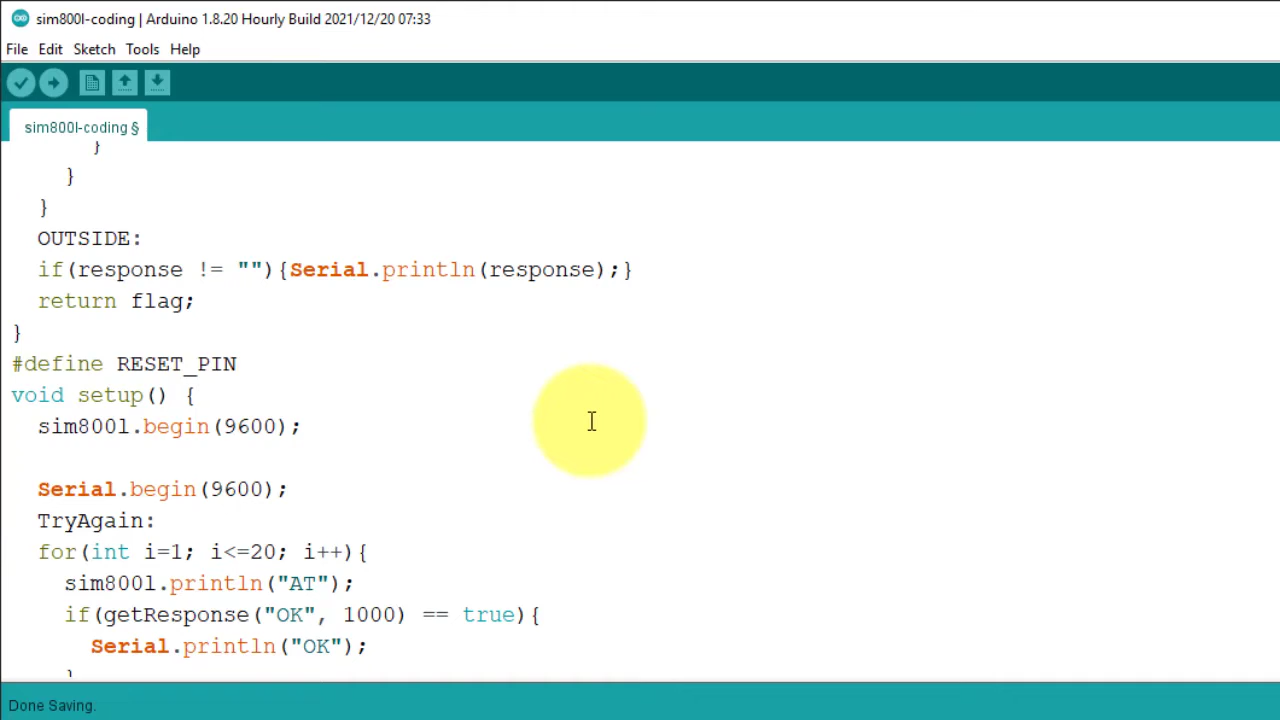 sim800l-coding | Arduino 1.8.20 Hourly Build 2021/12/20 07:33
File Edit Sketch Tools Help
sim800l-coding §
}
}
}
OUTSIDE:
if(response != ""){Serial.println(response);}
return flag;
}
#define RESET_PIN
void setup() {
sim800l.begin(9600);
Serial.begin(9600);
TryAgain:
for(int i=1; i<=20; i++){
sim800l.println("AT");
if(getResponse("OK", 1000) == true){
Serial.println("OK");
}
Done Saving.